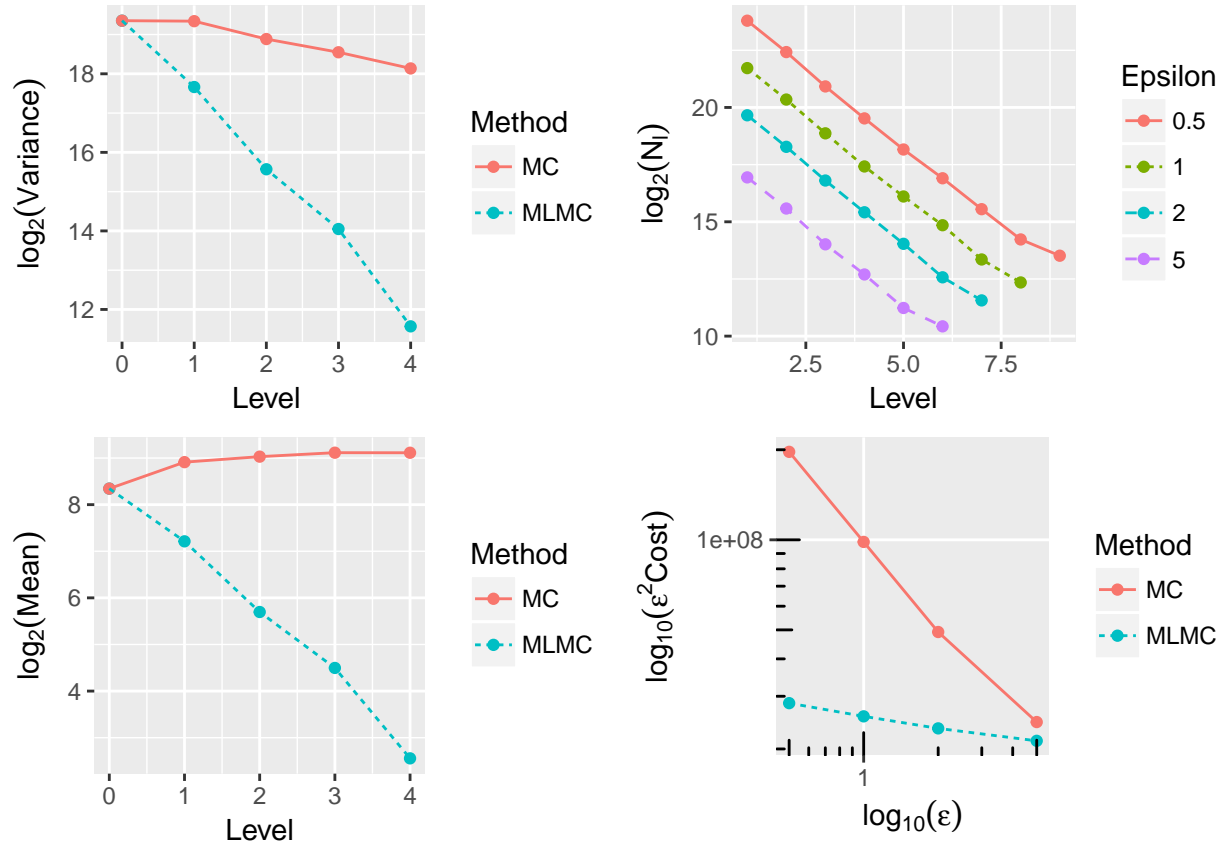 log₂(Variance)
18
16
14
12
0 1 2 3 4
Level
Method
MC
MLMC
log₂(Nₗ)
20
15
10
2.5 5.0 7.5
Level
Epsilon
0.5
1
2
5
log₂(Mean)
8
6
4
0 1 2 3 4
Level
Method
MC
MLMC
log₁₀(ε²Cost)
1e+08
1
log₁₀(ε)
Method
MC
MLMC